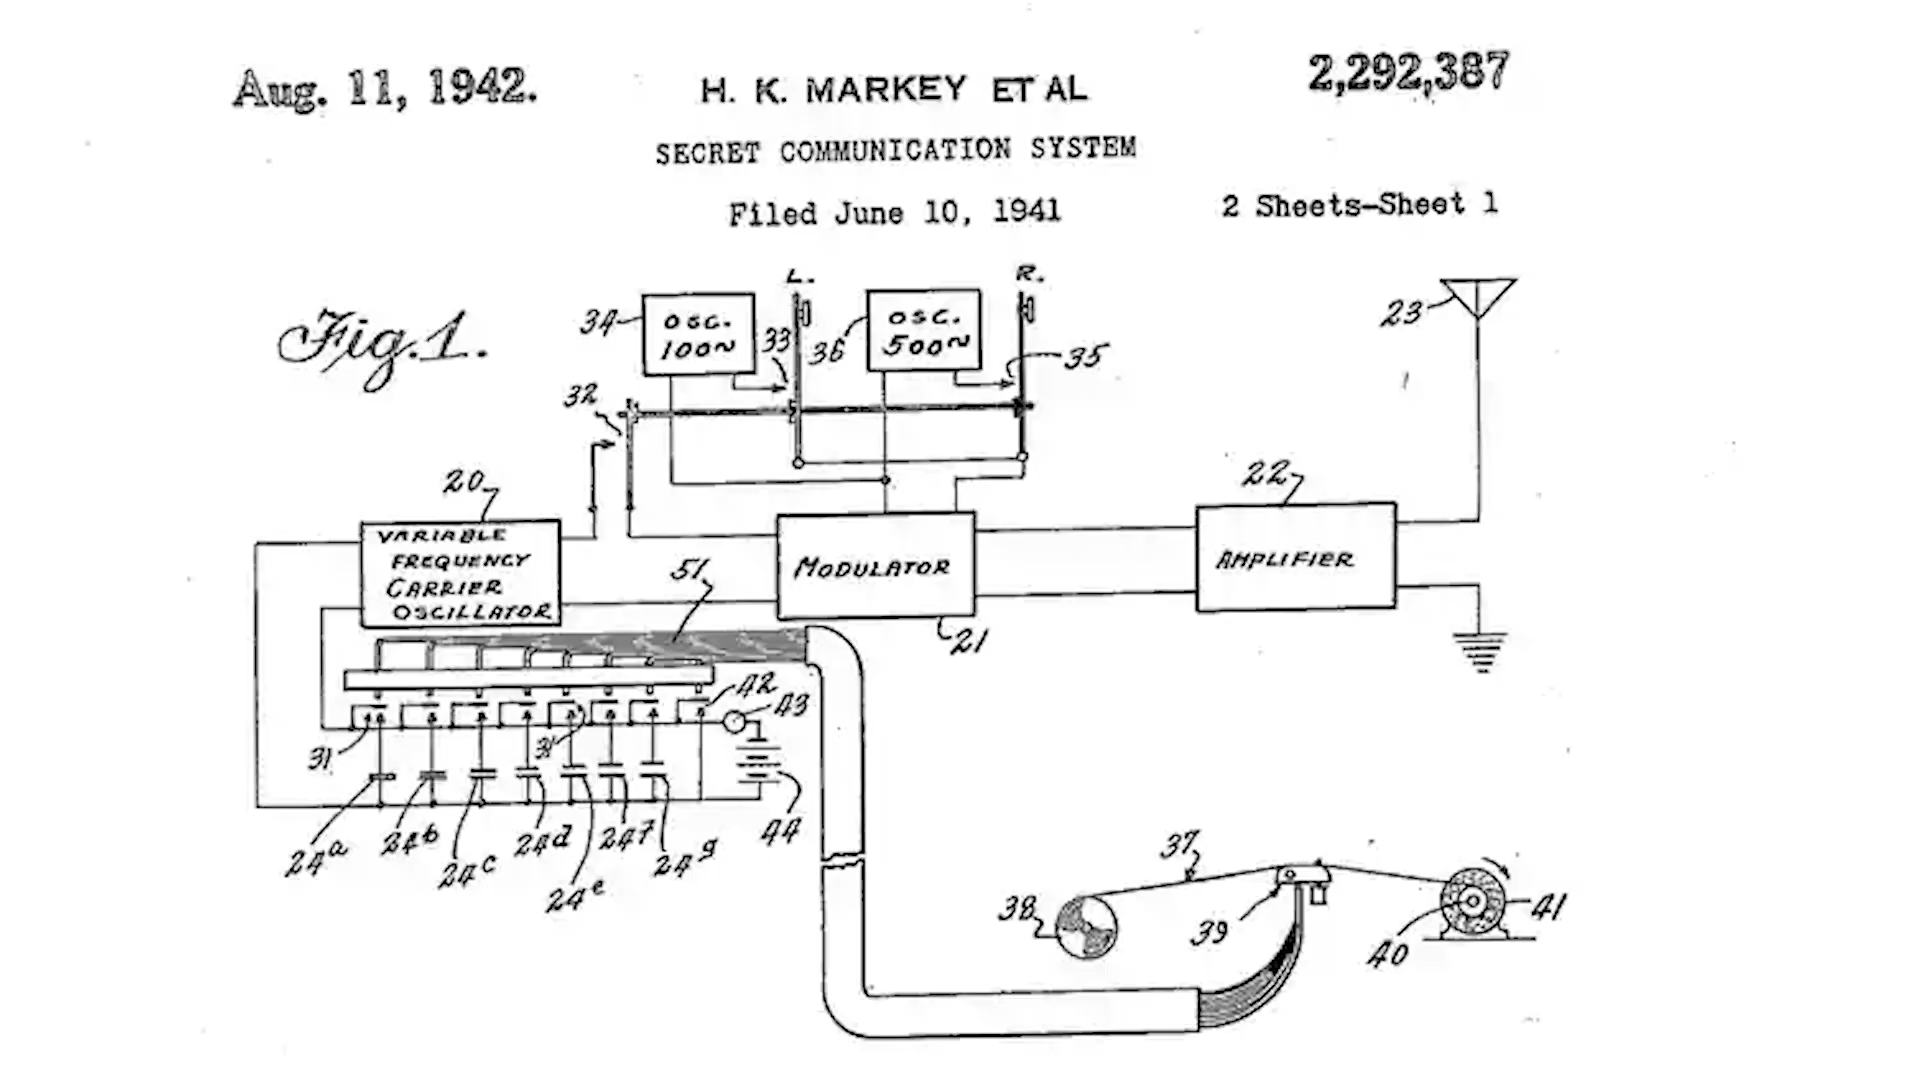 Aug. 11, 1942.
H. K. MARKEY ET AL
2,292,387
SECRET COMMUNICATION SYSTEM
Filed June 10, 1941
2 Sheets-Sheet 1
Fig. 1.
L.
R.
34
OSC.
100~
33
36
OSC.
500~
35
23
32
20
VARIABLE
FREQUENCY
CARRIER
OSCILLATOR
51
MODULATOR
21
22
AMPLIFIER
42
43
31
31
44
24a
24b
24c
24d
24e
24f
24g
37
38
39
40
41